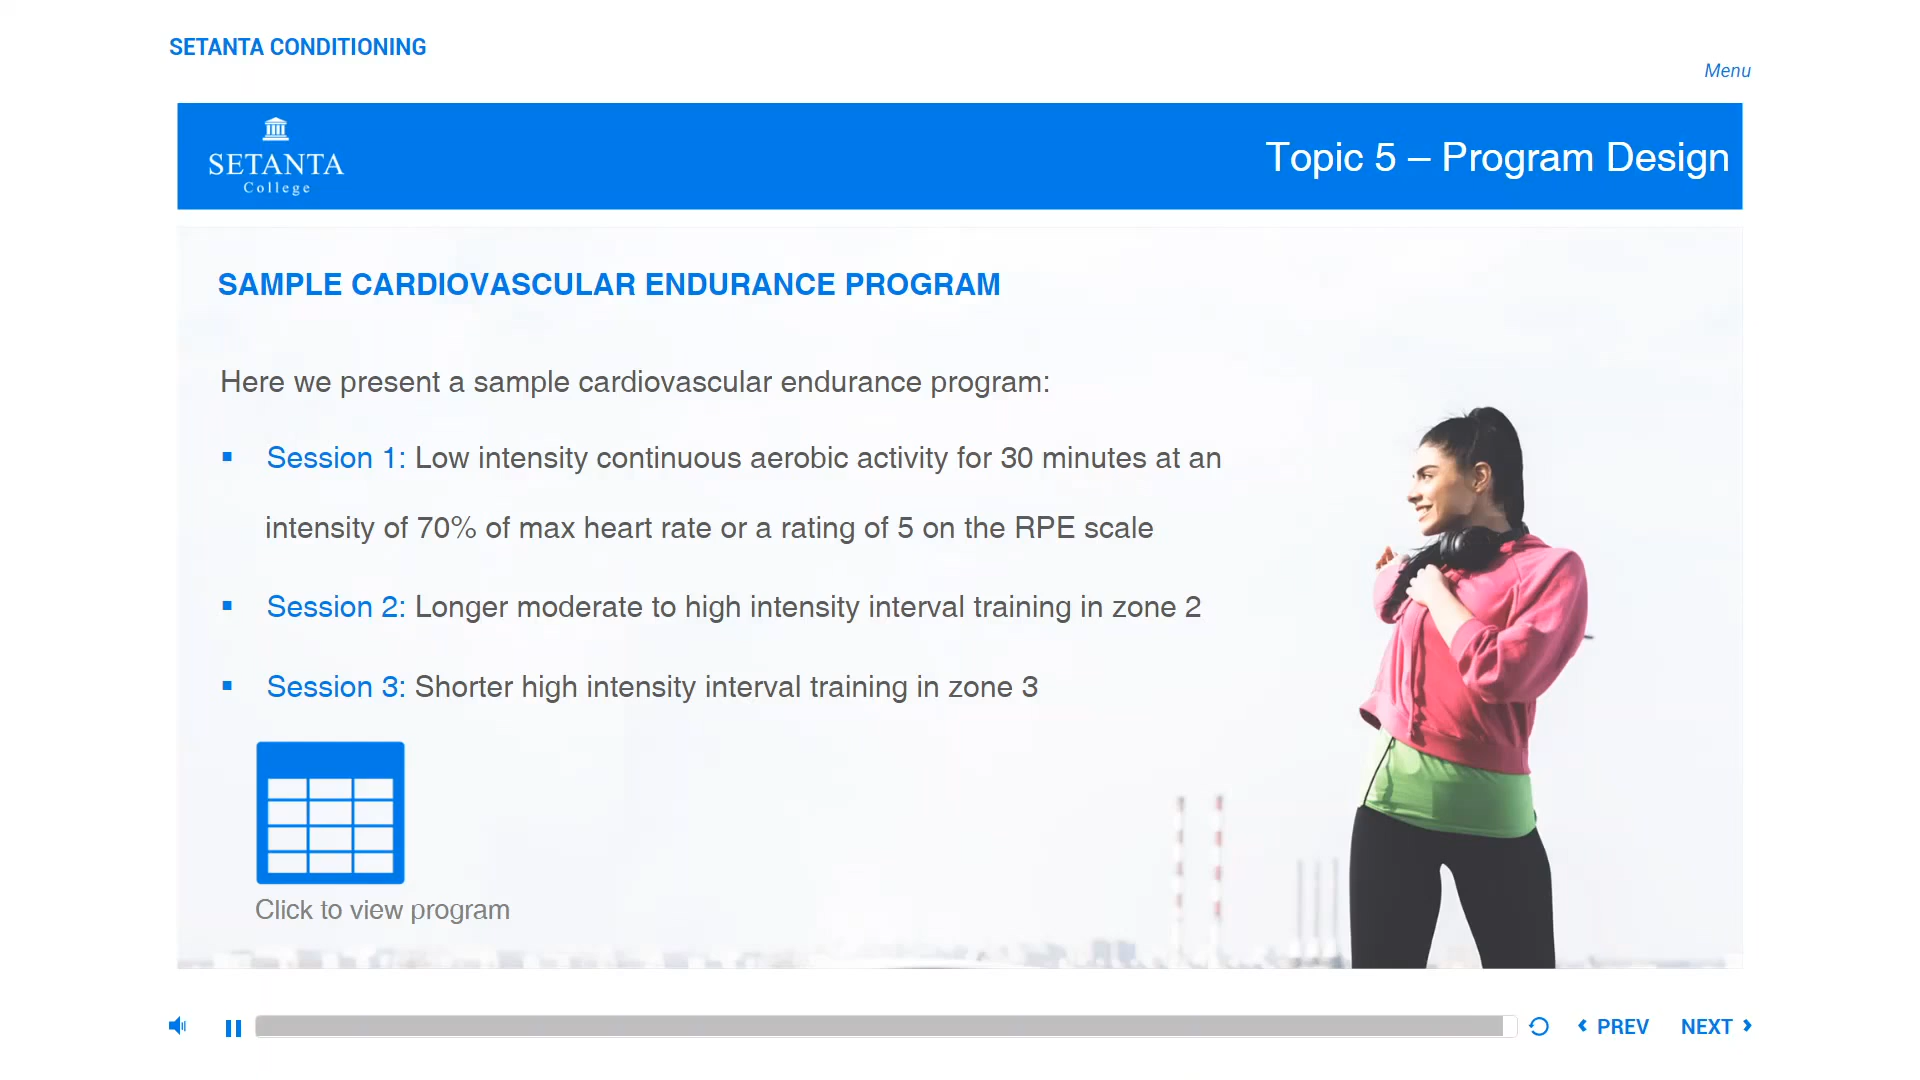 SETANTA CONDITIONING
Menu
SETANTA
College
Topic 5 – Program Design
SAMPLE CARDIOVASCULAR ENDURANCE PROGRAM
Here we present a sample cardiovascular endurance program:
▪ Session 1: Low intensity continuous aerobic activity for 30 minutes at an
intensity of 70% of max heart rate or a rating of 5 on the RPE scale
▪ Session 2: Longer moderate to high intensity interval training in zone 2
▪ Session 3: Shorter high intensity interval training in zone 3
Click to view program
PREV
NEXT